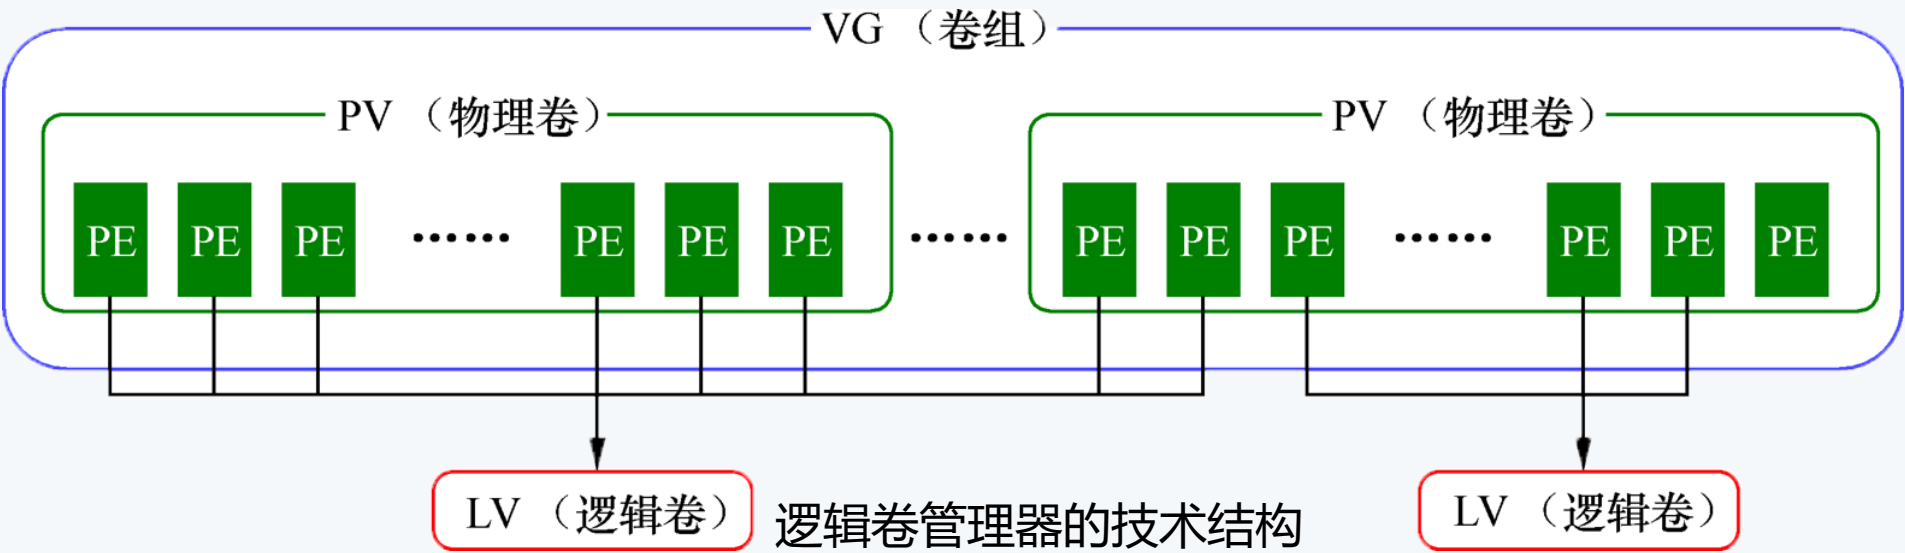 VG （卷组）
PV （物理卷）
PV （物理卷）
PE PE PE …… PE PE PE …… PE PE PE …… PE PE PE
LV （逻辑卷）
逻辑卷管理器的技术结构
LV （逻辑卷）